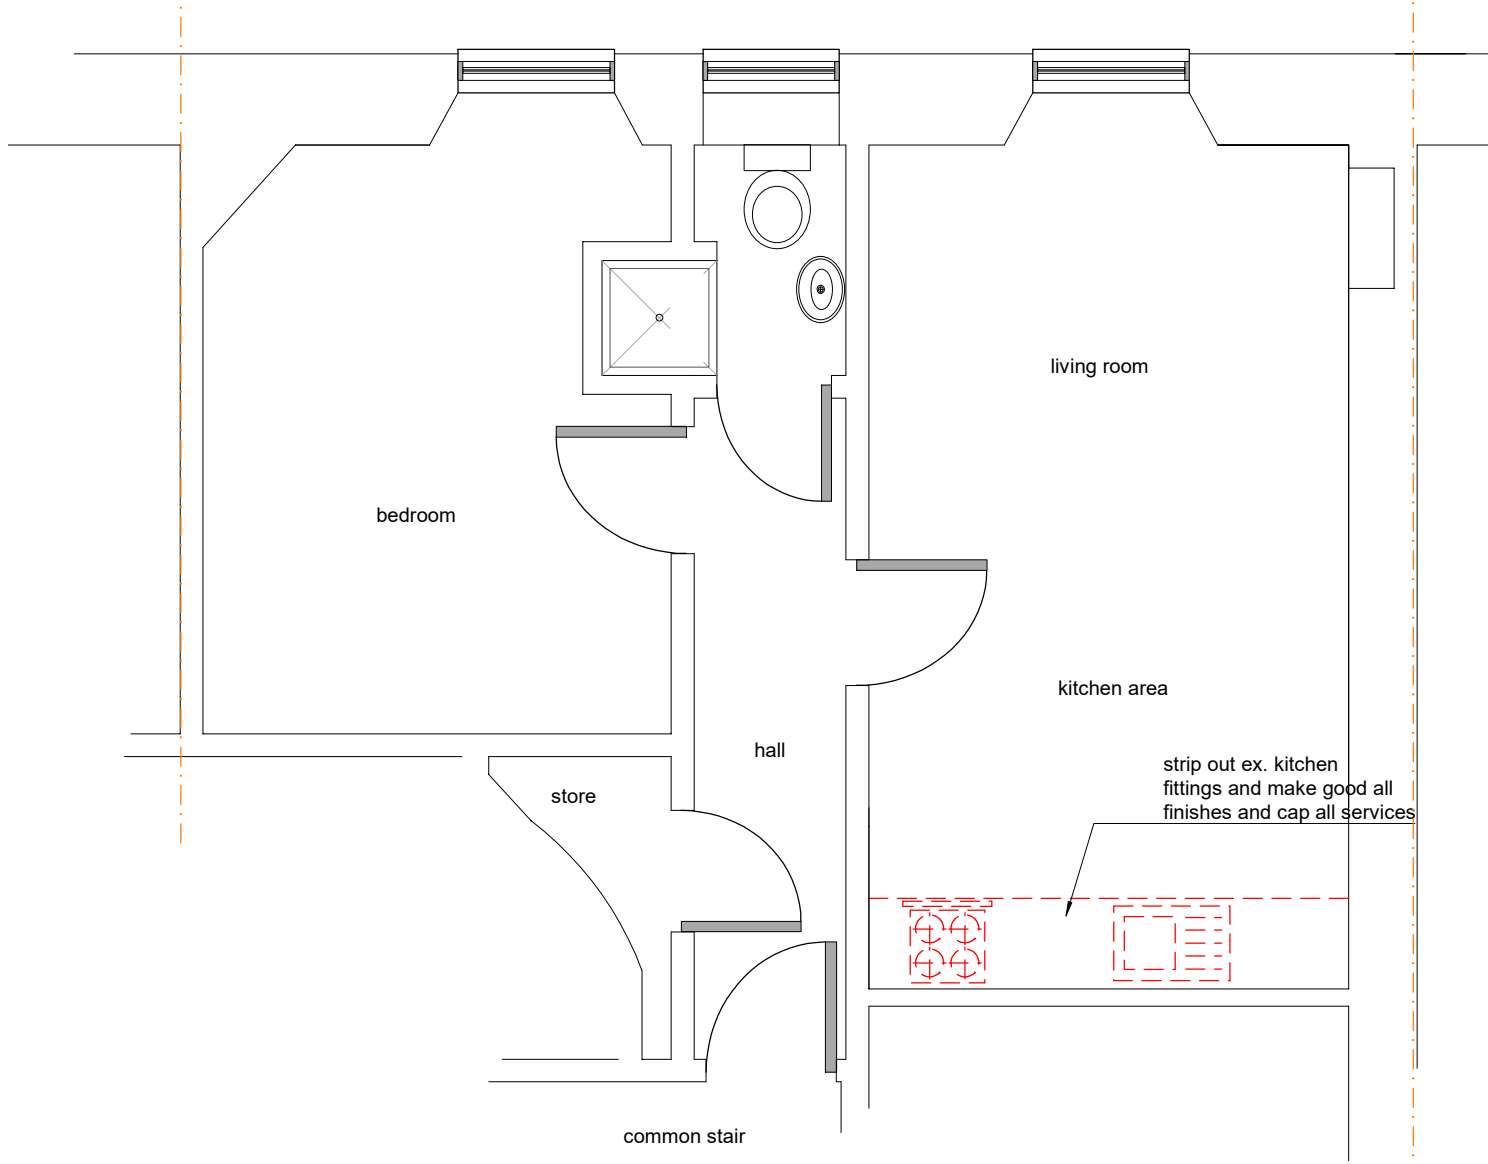 living room
bedroom
kitchen area
hall
strip out ex. kitchen
fittings and make good all
finishes and cap all services
store
common stair